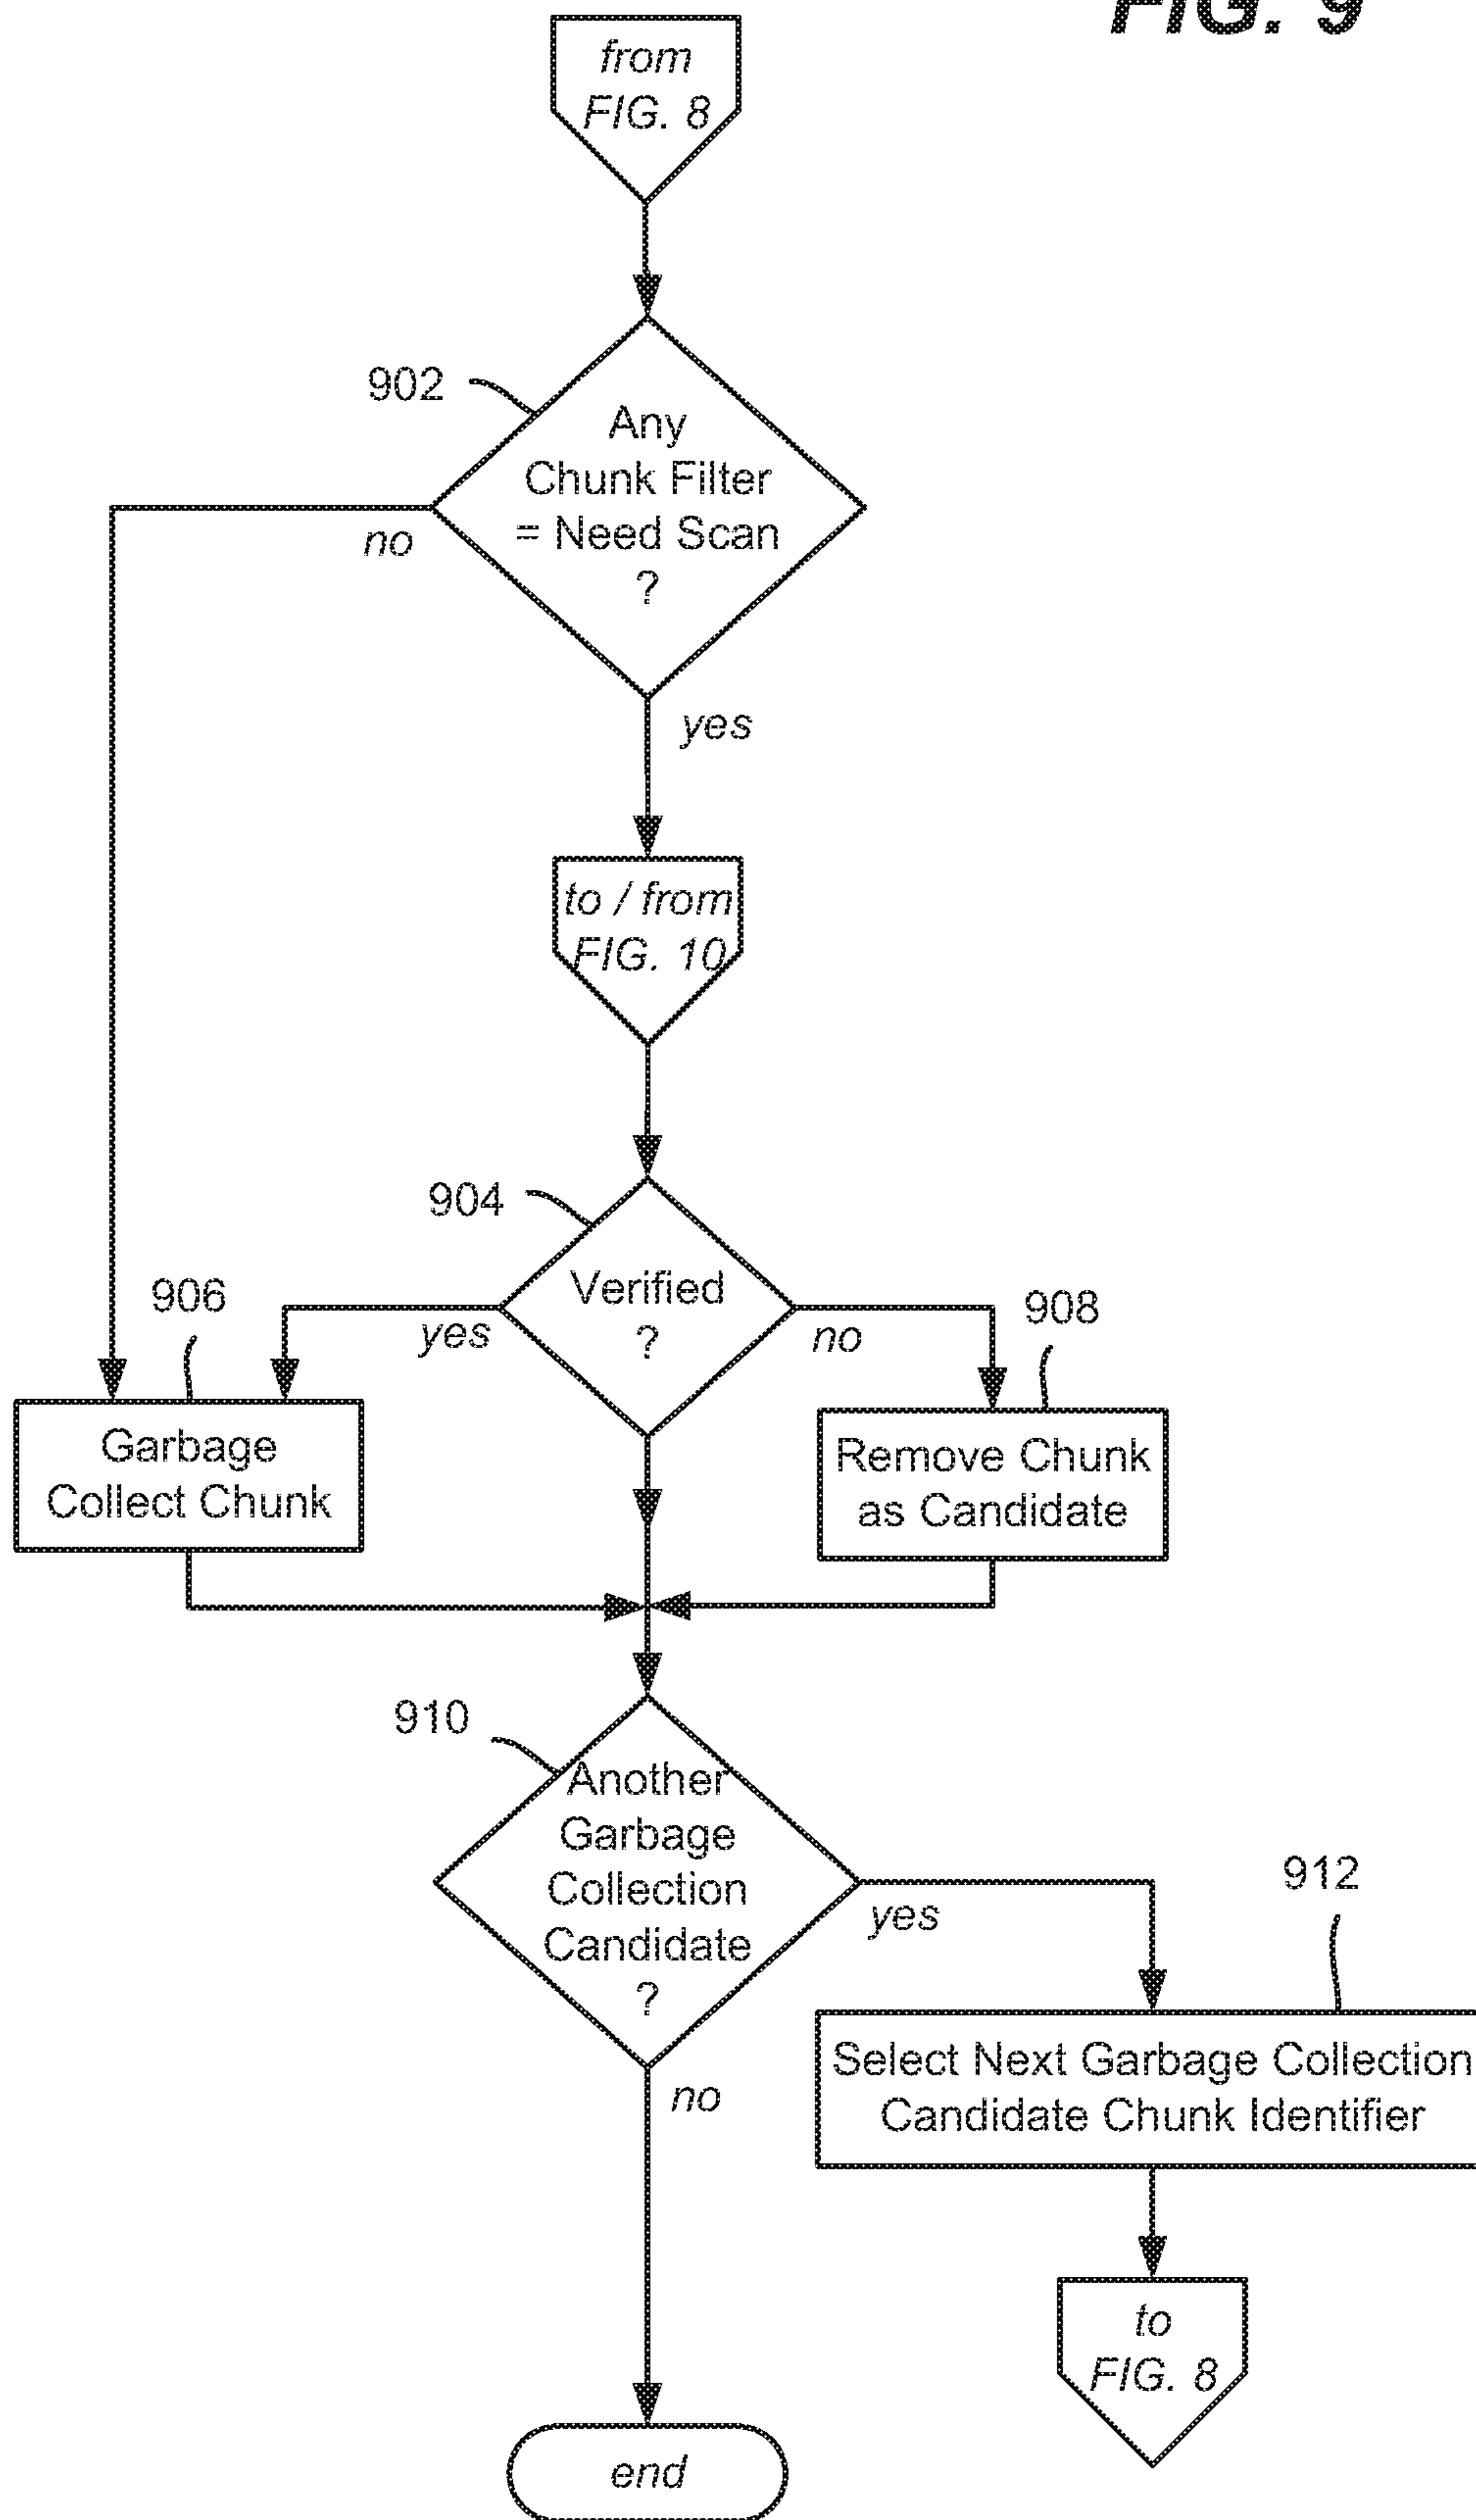 FIG. 9
from
FIG. 8
902
Any
Chunk Filter
= Need Scan
?
no
yes
to / from
FIG. 10
904
Verified
?
yes
no
906
Garbage
Collect Chunk
908
Remove Chunk
as Candidate
910
Another
Garbage
Collection
Candidate
?
yes
no
912
Select Next Garbage Collection
Candidate Chunk Identifier
to
FIG. 8
end